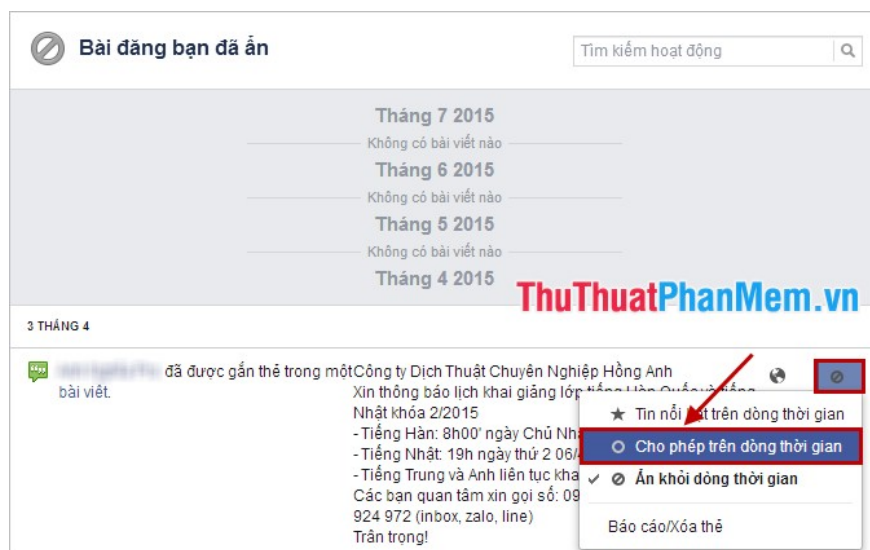 Bài đăng bạn đã ẩn
Tìm kiếm hoạt động
Tháng 7 2015
Không có bài viết nào
Tháng 6 2015
Không có bài viết nào
Tháng 5 2015
Không có bài viết nào
Tháng 4 2015
ThuThuatPhanMem.vn
3 THÁNG 4
đã được gắn thẻ trong một
bài viết.
Công ty Dịch Thuật Chuyên Nghiệp Hồng Anh
Xin thông báo lịch khai giảng lớp tiếng Hàn Quốc và tiếng
Nhật khóa 2/2015
- Tiếng Hàn: 8h00' ngày Chủ
- Tiếng Nhật: 19h ngày thứ 2 06/
- Tiếng Trung và Anh liên tục
Các bạn quan tâm xin gọi số: 09
924 972 (inbox, zalo, line)
Trân trọng!
Tin nổi bật trên dòng thời gian
Cho phép trên dòng thời gian
Ẩn khỏi dòng thời gian
Báo cáo/Xóa thẻ